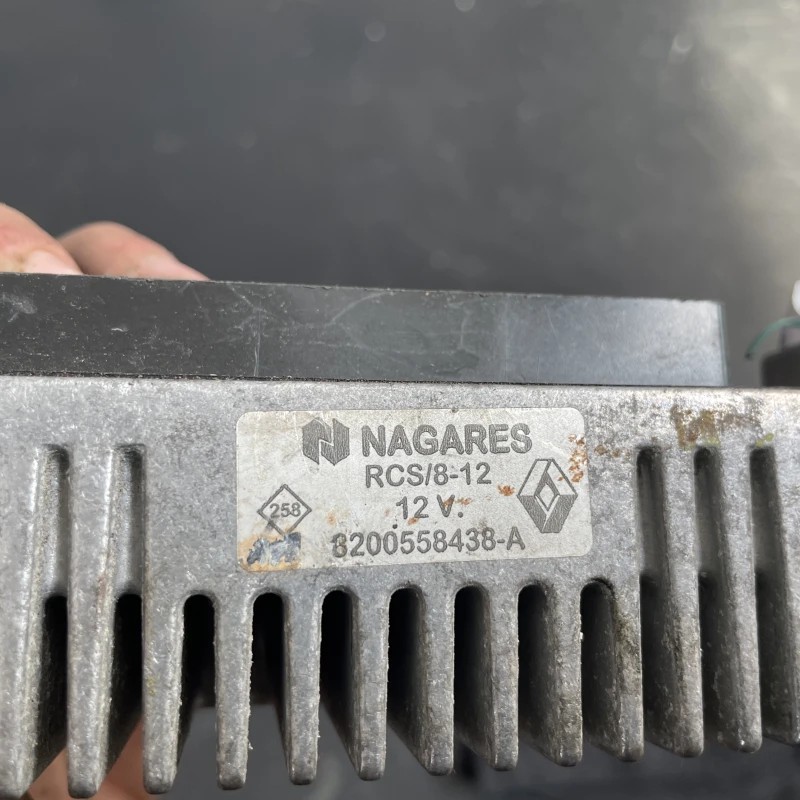 NAGARES
RCS/8-12
258
12 V.
8200558438-A